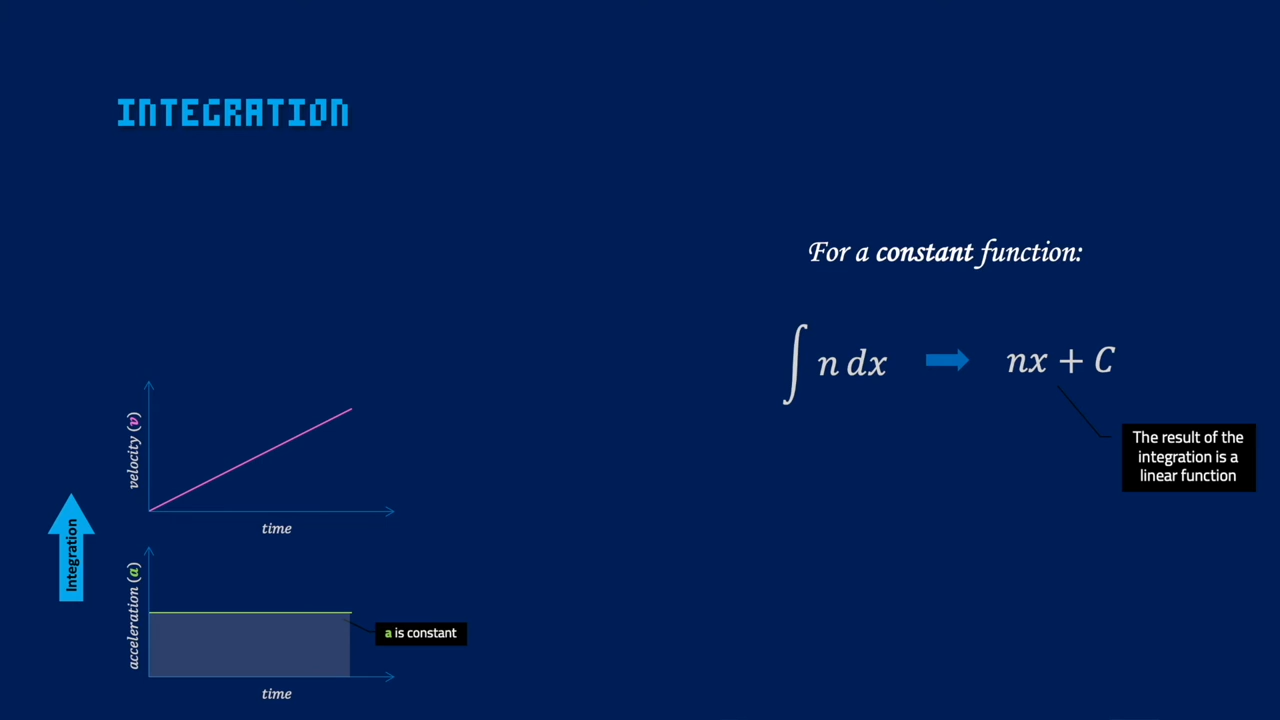 INTEGRATION
For a constant function:
∫ n dx
nx + C
The result of the
integration is a
linear function
velocity (v)
time
Integration
acceleration (a)
a is constant
time